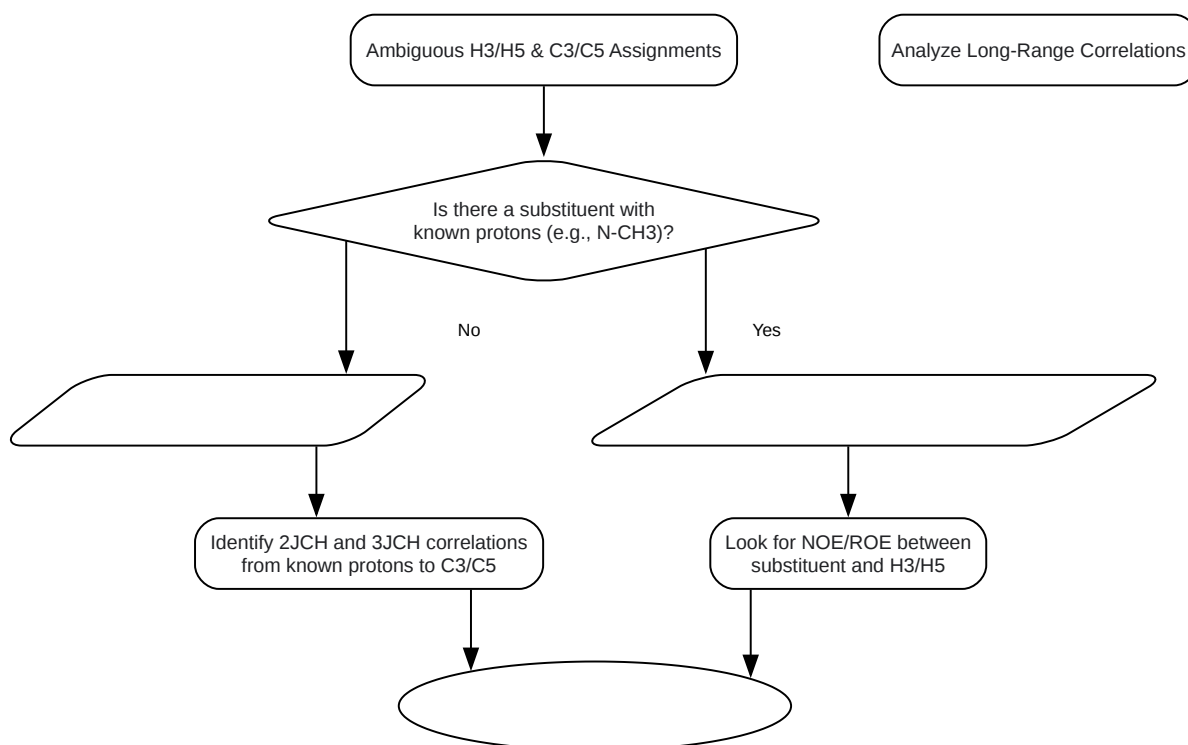 Ambiguous H3/H5 & C3/C5 Assignments
Analyze Long-Range Correlations
Is there a substituent with
known protons (e.g., N-CH3)?
No
Yes
Identify 2JCH and 3JCH correlations
from known protons to C3/C5
Look for NOE/ROE between
substituent and H3/H5